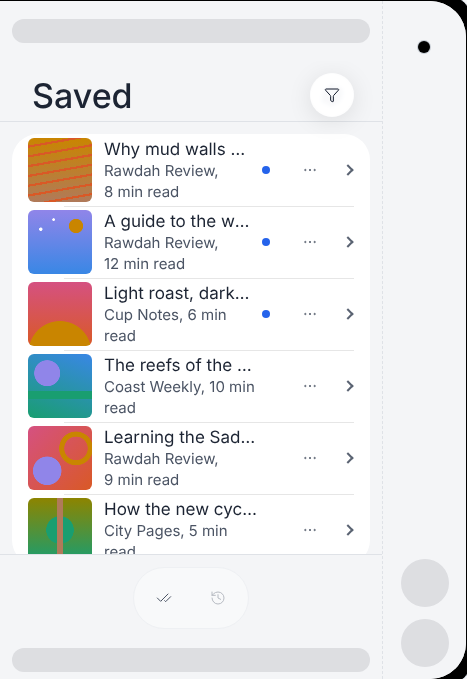 Saved
Why mud walls ...
Rawdah Review,
8 min read
A guide to the w...
Rawdah Review,
12 min read
Light roast, dark...
Cup Notes, 6 min
read
The reefs of the ...
Coast Weekly, 10 min
read
Learning the Sad...
Rawdah Review,
9 min read
How the new cyc...
City Pages, 5 min
read